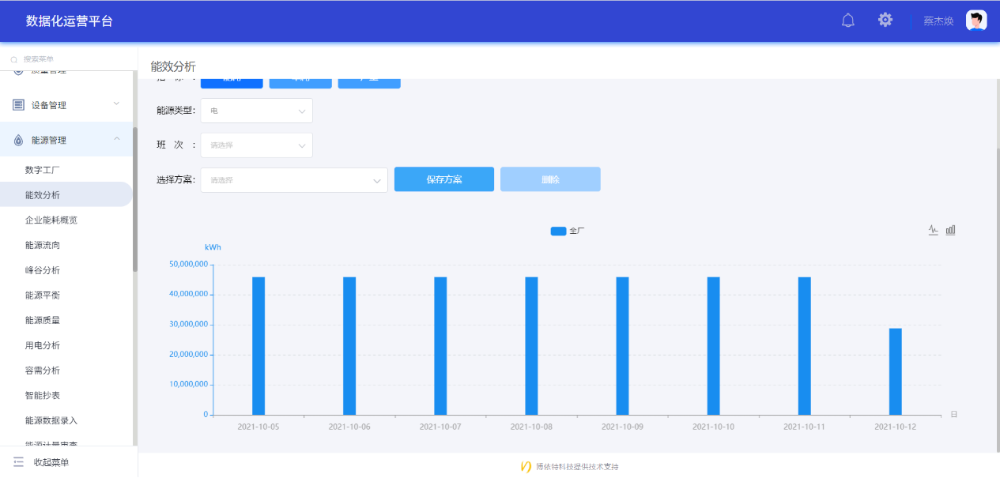 数据化运营平台
蔡杰焕
搜索菜单
能效分析
质量管理
设备管理
能源管理
数字工厂
能效分析
企业能耗概览
能源流向
峰谷分析
能源平衡
能源质量
用电分析
容需分析
智能抄表
能源数据录入
收起菜单
能源类型：
电
班 次 ：
请选择
选择方案：
请选择
保存方案
删除
全厂
kWh
50,000,000
40,000,000
30,000,000
20,000,000
10,000,000
0
2021-10-05
2021-10-06
2021-10-07
2021-10-08
2021-10-09
2021-10-10
2021-10-11
2021-10-12
日
博依特科技提供技术支持